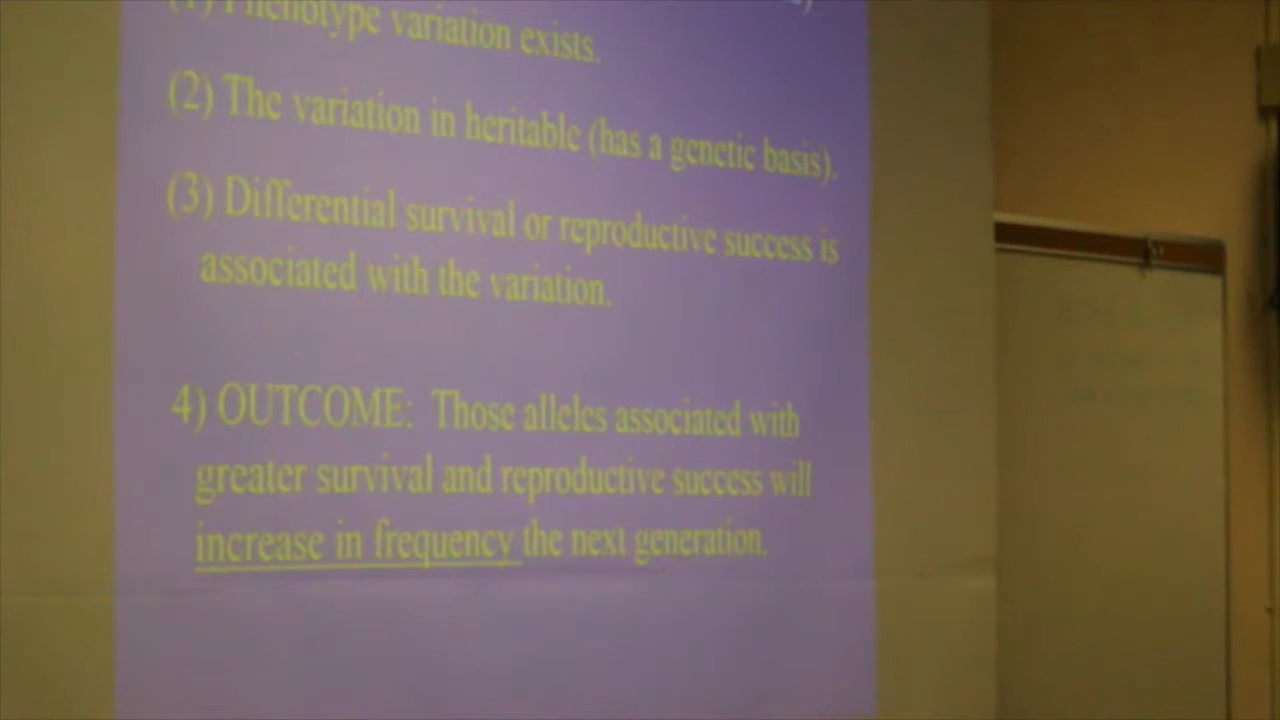 (1) Phenotype variation exists.
(2) The variation in heritable (has a genetic basis).
(3) Differential survival or reproductive success is
associated with the variation.
4) OUTCOME: Those alleles associated with
greater survival and reproductive success will
increase in frequency the next generation.